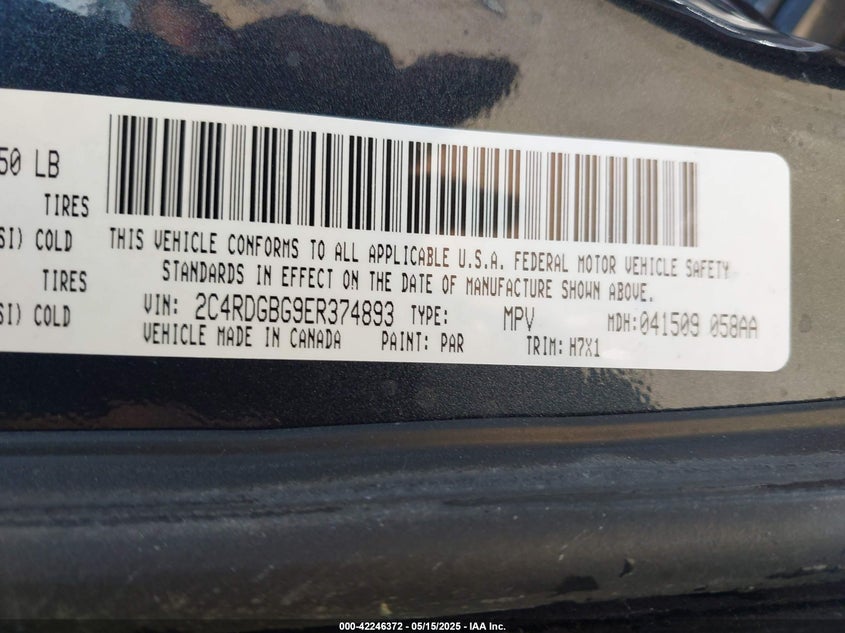 50 LB
TIRES
SI) COLD
TIRES
SI) COLD
THIS VEHICLE CONFORMS TO ALL APPLICABLE U.S.A. FEDERAL MOTOR VEHICLE SAFETY
STANDARDS IN EFFECT ON THE DATE OF MANUFACTURE SHOWN ABOVE.
VIN: 2C4RDGBG9ER374893 TYPE: MPV MDH:041509 058AA
VEHICLE MADE IN CANADA PAINT: PAR TRIM: H7X1
000-42246372 — 05/15/2025 — IAA Inc.